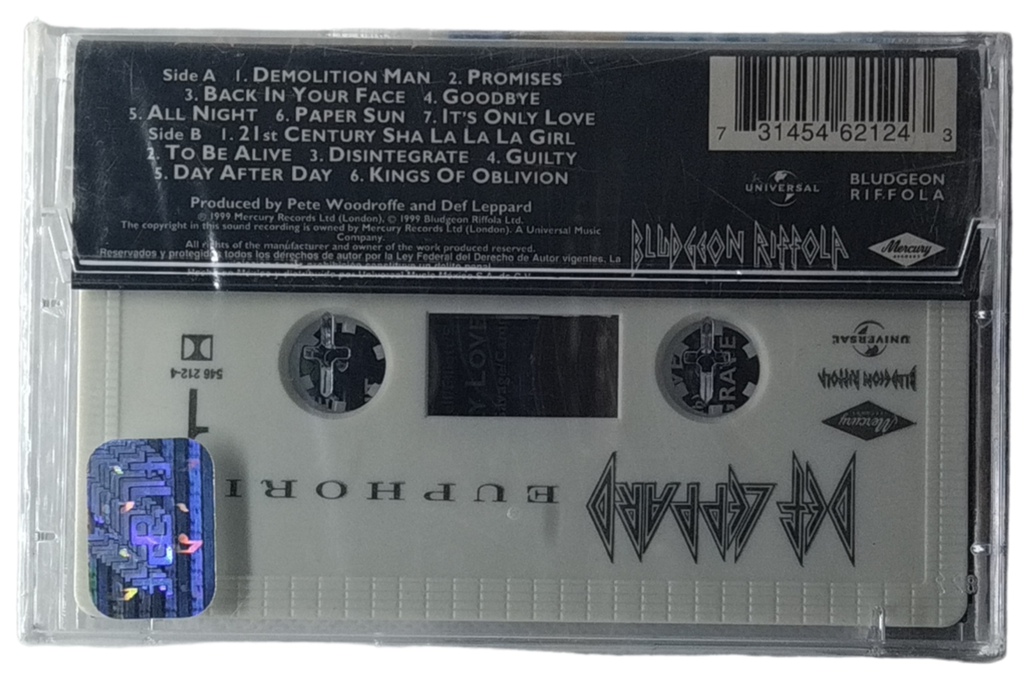 Side A 1. DEMOLITION MAN 2. PROMISES
3. BACK IN YOUR FACE 4. GOODBYE
5. ALL NIGHT 6. PAPER SUN 7. IT'S ONLY LOVE
Side B 1. 21st CENTURY SHA LA LA LA GIRL
2. TO BE ALIVE 3. DISINTEGRATE 4. GUILTY
5. DAY AFTER DAY 6. KINGS OF OBLIVION
Produced by Pete Woodroffe and Def Leppard
℗ 1999 Mercury Records Ltd (London). © 1999 Bludgeon Riffola Ltd.
The copyright in this sound recording is owned by Mercury Records Ltd (London). A Universal Music
Company.
All rights of the manufacturer and owner of the work produced reserved.
Reservados y protegidos todos los derechos de autor por la Ley Federal del Derecho de Autor vigentes. La
7 31454 62124 3
UNIVERSAL
BLUDGEON
RIFFOLA
BLUDGEON RIFFOLA
Mercury
RECORDS
UNIVERSAL
BLUDGEON RIFFOLA
Mercury
546 212-4
1
Y LOVE
GRAVE
EUPHORI
DEF LEPPARD